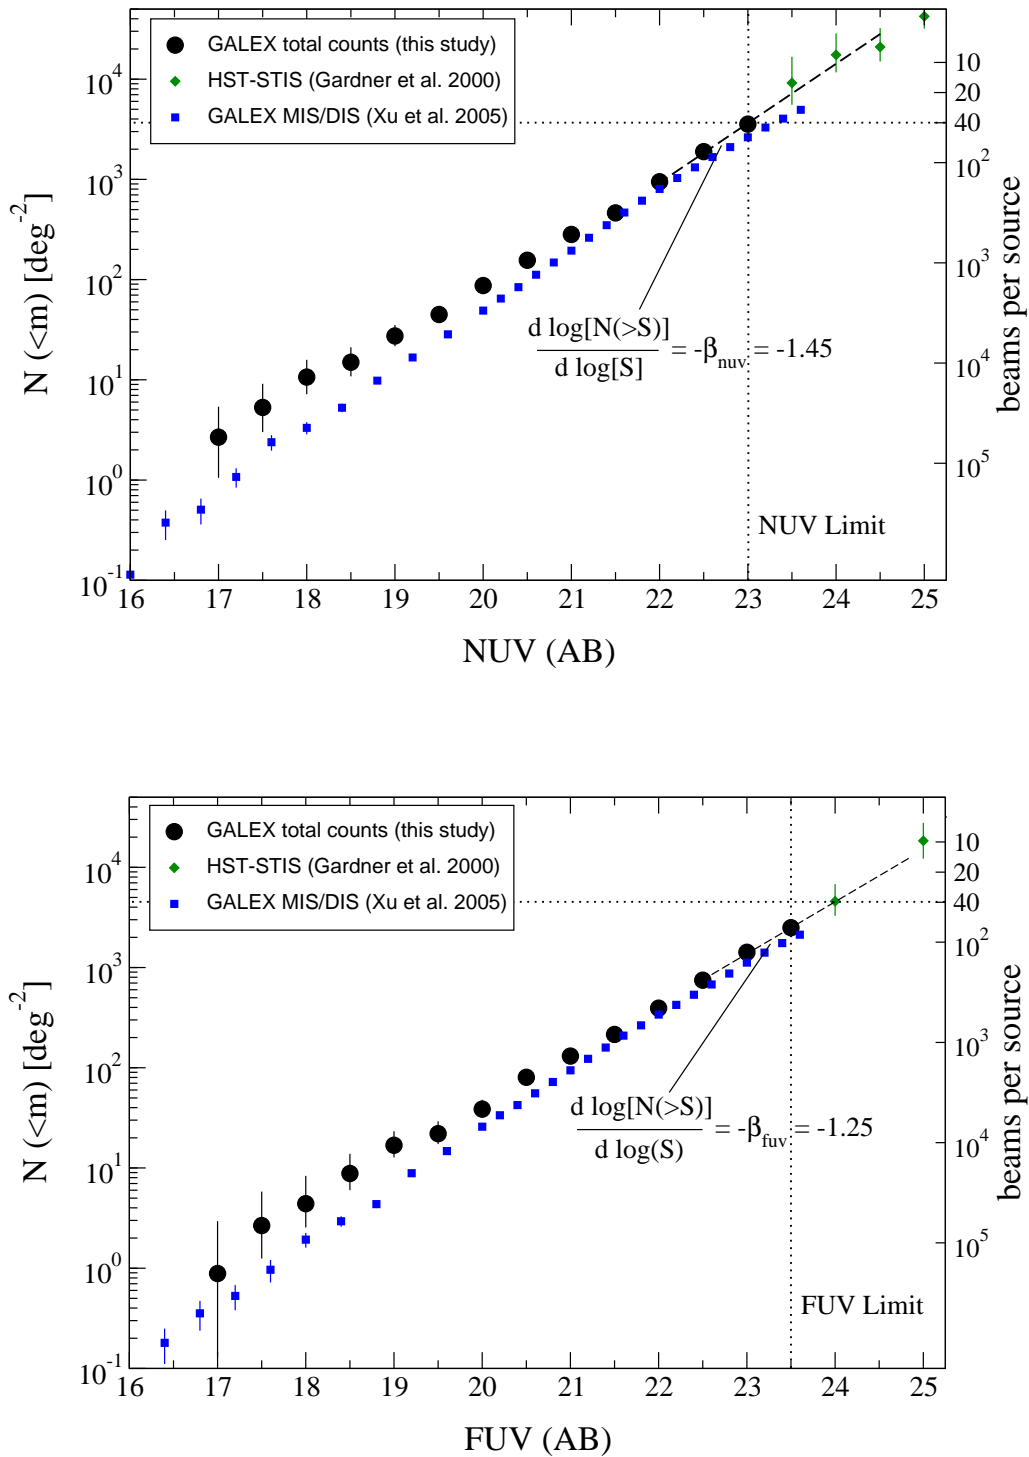 GALEX total counts (this study)
HST-STIS (Gardner et al. 2000)
GALEX MIS/DIS (Xu et al. 2005)
10^4
10^3
10^2
10^1
10^0
10^-1
N (<m) [deg^-2]
10
20
40
10^2
10^3
10^4
10^5
beams per source
d log[N(>S)]
d log[S]
= -β_nuv = -1.45
NUV Limit
16 17 18 19 20 21 22 23 24 25
NUV (AB)
GALEX total counts (this study)
HST-STIS (Gardner et al. 2000)
GALEX MIS/DIS (Xu et al. 2005)
10^4
10^3
10^2
10^1
10^0
10^-1
N (<m) [deg^-2]
10
20
40
10^2
10^3
10^4
10^5
beams per source
d log[N(>S)]
d log(S)
= -β_fuv = -1.25
FUV Limit
16 17 18 19 20 21 22 23 24 25
FUV (AB)